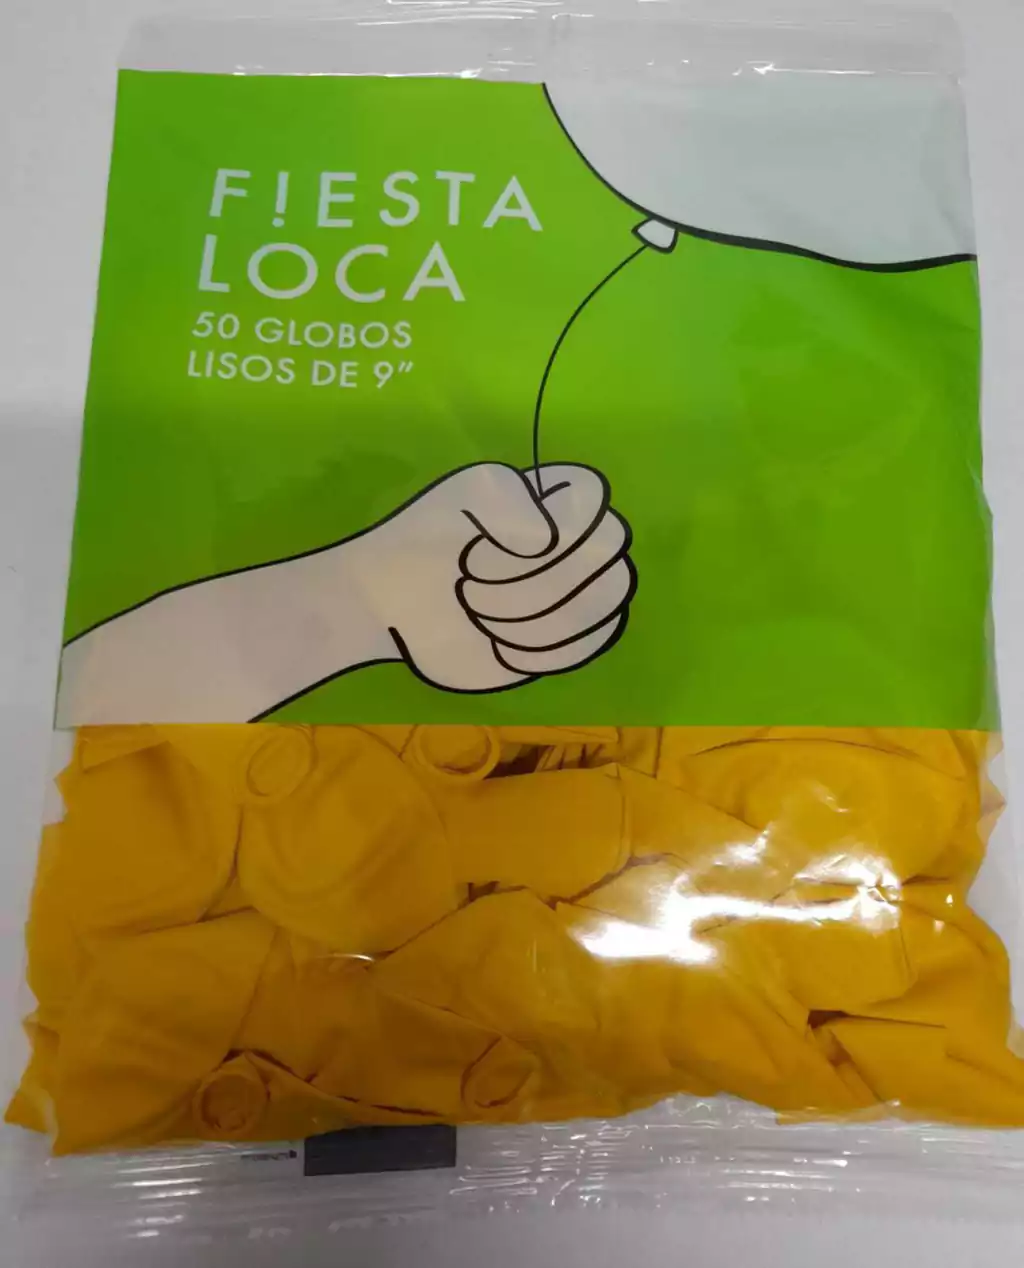 F!ESTA
LOCA
50 GLOBOS
LISOS DE 9”